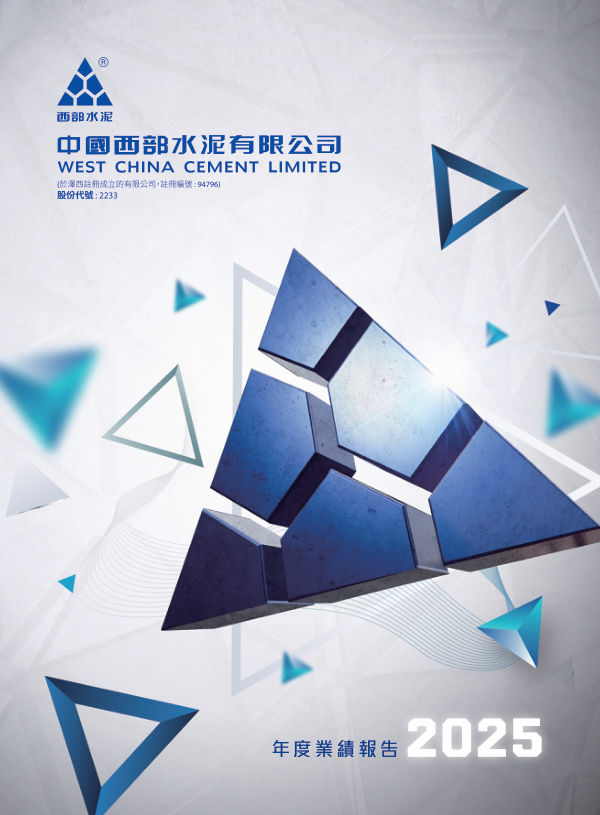 ®
西部水泥
中國西部水泥有限公司
WEST CHINA CEMENT LIMITED
(於澤西註冊成立的有限公司，註冊編號 : 94796)
股份代號 : 2233
年度業績報告 2025